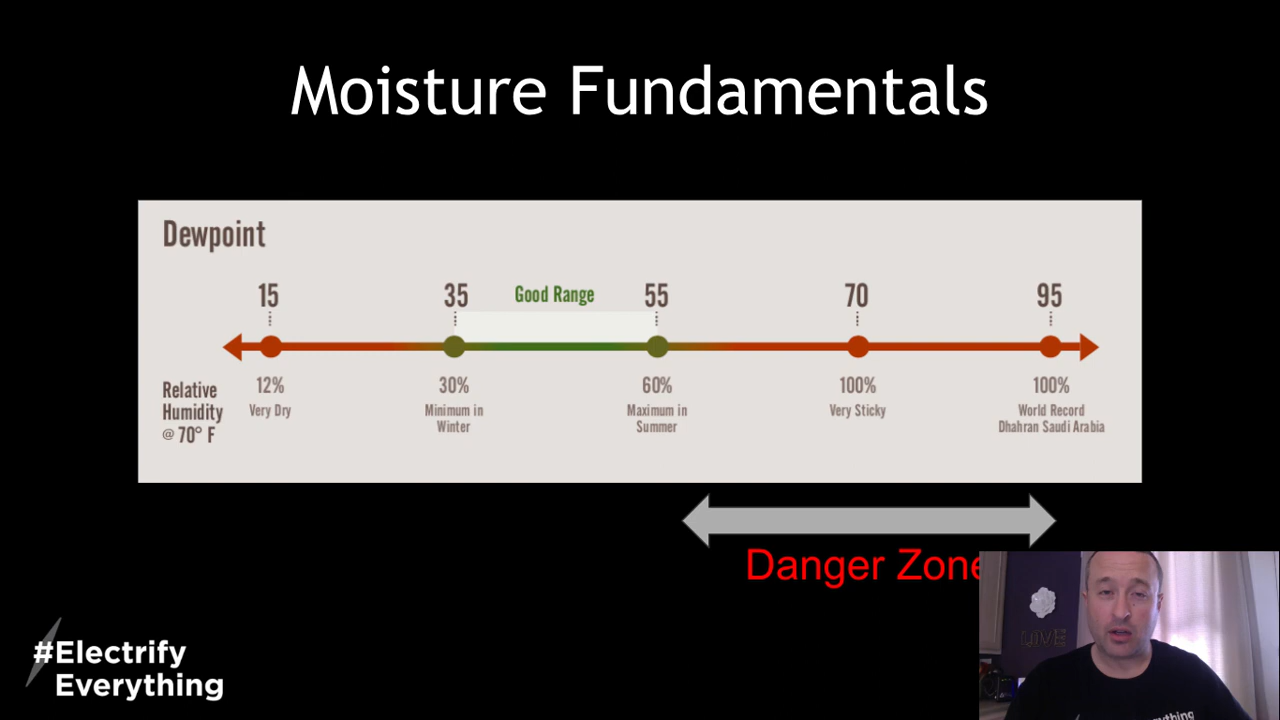 Moisture Fundamentals
Dewpoint
15 35 Good Range 55 70 95
Relative
Humidity
@ 70° F
12% 30% 60% 100% 100%
Very Dry Minimum in Maximum in Very Sticky World Record
Winter Summer Dhahran Saudi Arabia
Danger Zone
#Electrify
Everything
LOVE